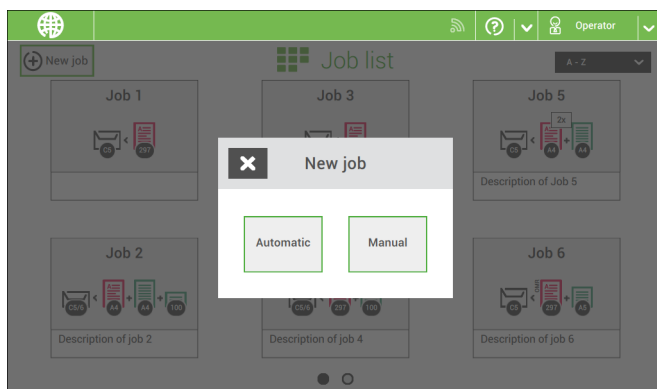 Operator
New job
Job list
A - Z
Job 1
Job 3
Job 5
2x
C5
297
C5
A4
A4
Description of Job 5
New job
Automatic
Manual
Job 2
Job 6
C5/6
A4
A4
100
C5/6
297
100
C5
297
A5
Description of job 2
Description of job 4
Description of job 6